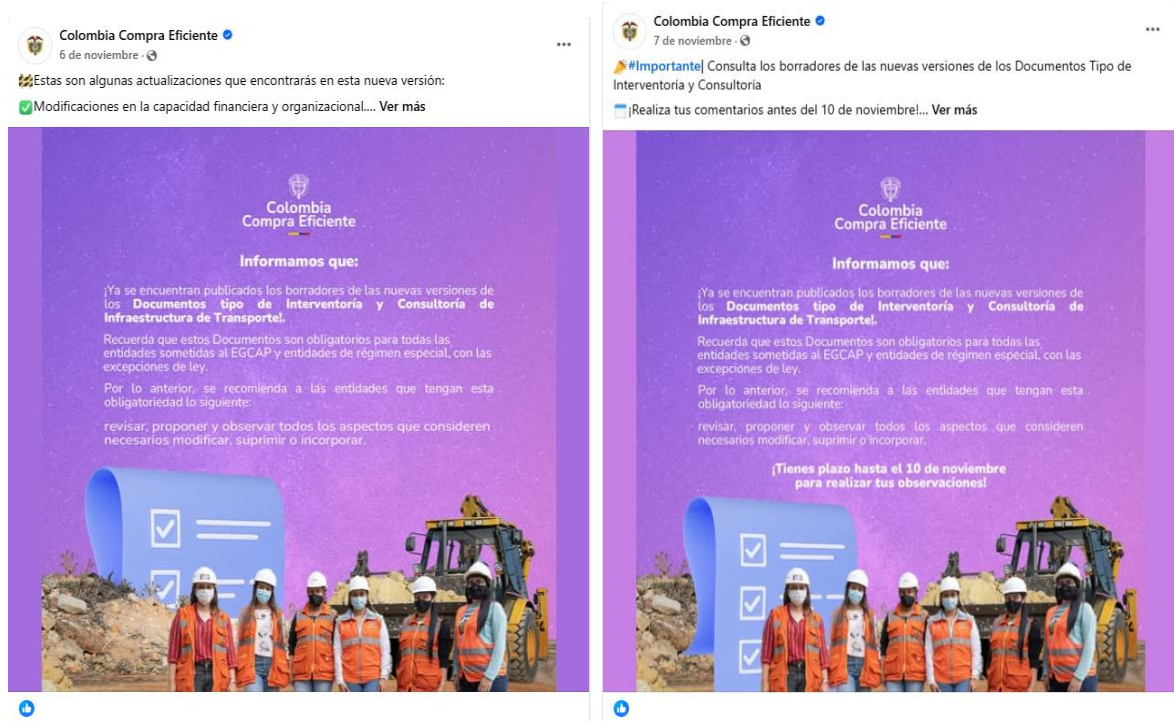 Colombia Compra Eficiente
6 de noviembre ·
Estas son algunas actualizaciones que encontrarás en esta nueva versión:
Modificaciones en la capacidad financiera y organizacional.... Ver más
Colombia
Compra Eficiente
Informamos que:
¡Ya se encuentran publicados los borradores de las nuevas versiones de
los Documentos tipo de Interventoría y Consultoría de
Infraestructura de Transporte!.
Recuerda que estos Documentos son obligatorios para todas las
entidades sometidas al EGCAP y entidades de régimen especial, con las
excepciones de ley.
Por lo anterior, se recomienda a las entidades que tengan esta
obligatoriedad lo siguiente:
revisar, proponer y observar todos los aspectos que consideren
necesarios modificar, suprimir o incorporar.
Colombia Compra Eficiente
7 de noviembre ·
#Importante| Consulta los borradores de las nuevas versiones de los Documentos Tipo de
Interventoría y Consultoría
¡Realiza tus comentarios antes del 10 de noviembre!... Ver más
Colombia
Compra Eficiente
Informamos que:
¡Ya se encuentran publicados los borradores de las nuevas versiones de
los Documentos tipo de Interventoría y Consultoría de
Infraestructura de Transporte!.
Recuerda que estos Documentos son obligatorios para todas las
entidades sometidas al EGCAP y entidades de régimen especial, con las
excepciones de ley.
Por lo anterior, se recomienda a las entidades que tengan esta
obligatoriedad lo siguiente:
revisar, proponer y observar todos los aspectos que consideren
necesarios modificar, suprimir o incorporar.
¡Tienes plazo hasta el 10 de noviembre
para realizar tus observaciones!